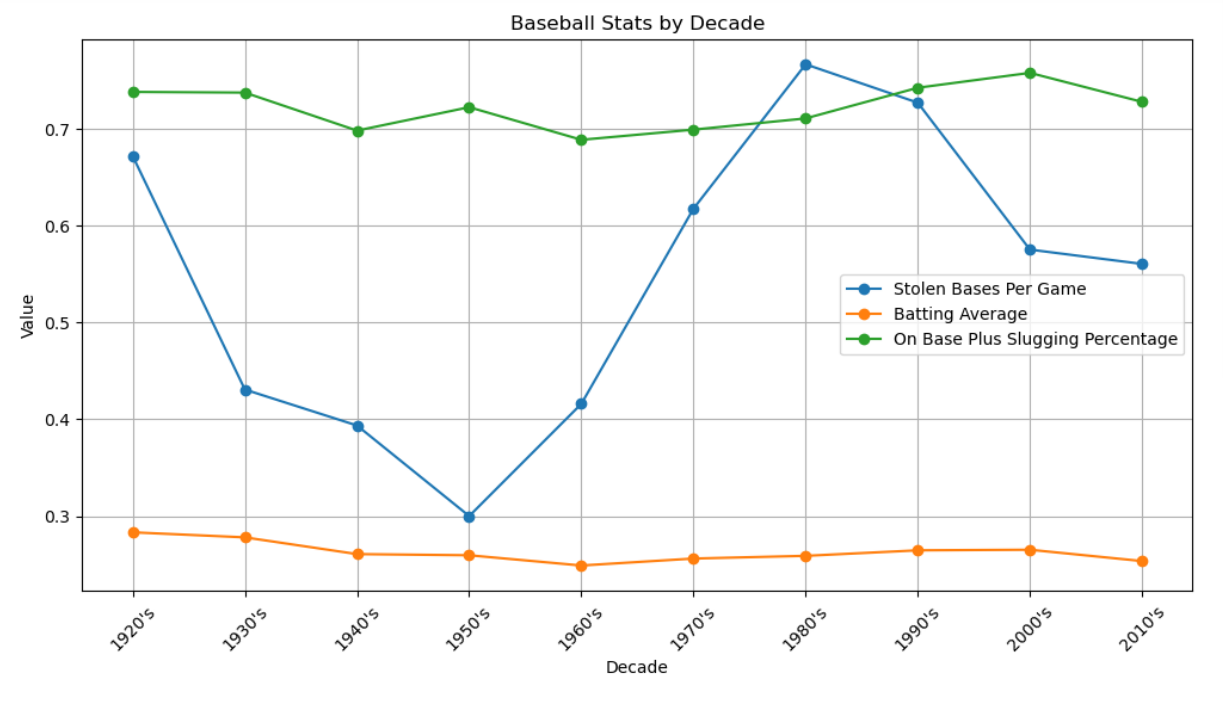 Baseball Stats by Decade
Value
0.7
0.6
0.5
0.4
0.3
Stolen Bases Per Game
Batting Average
On Base Plus Slugging Percentage
1920's
1930's
1940's
1950's
1960's
1970's
1980's
1990's
2000's
2010's
Decade